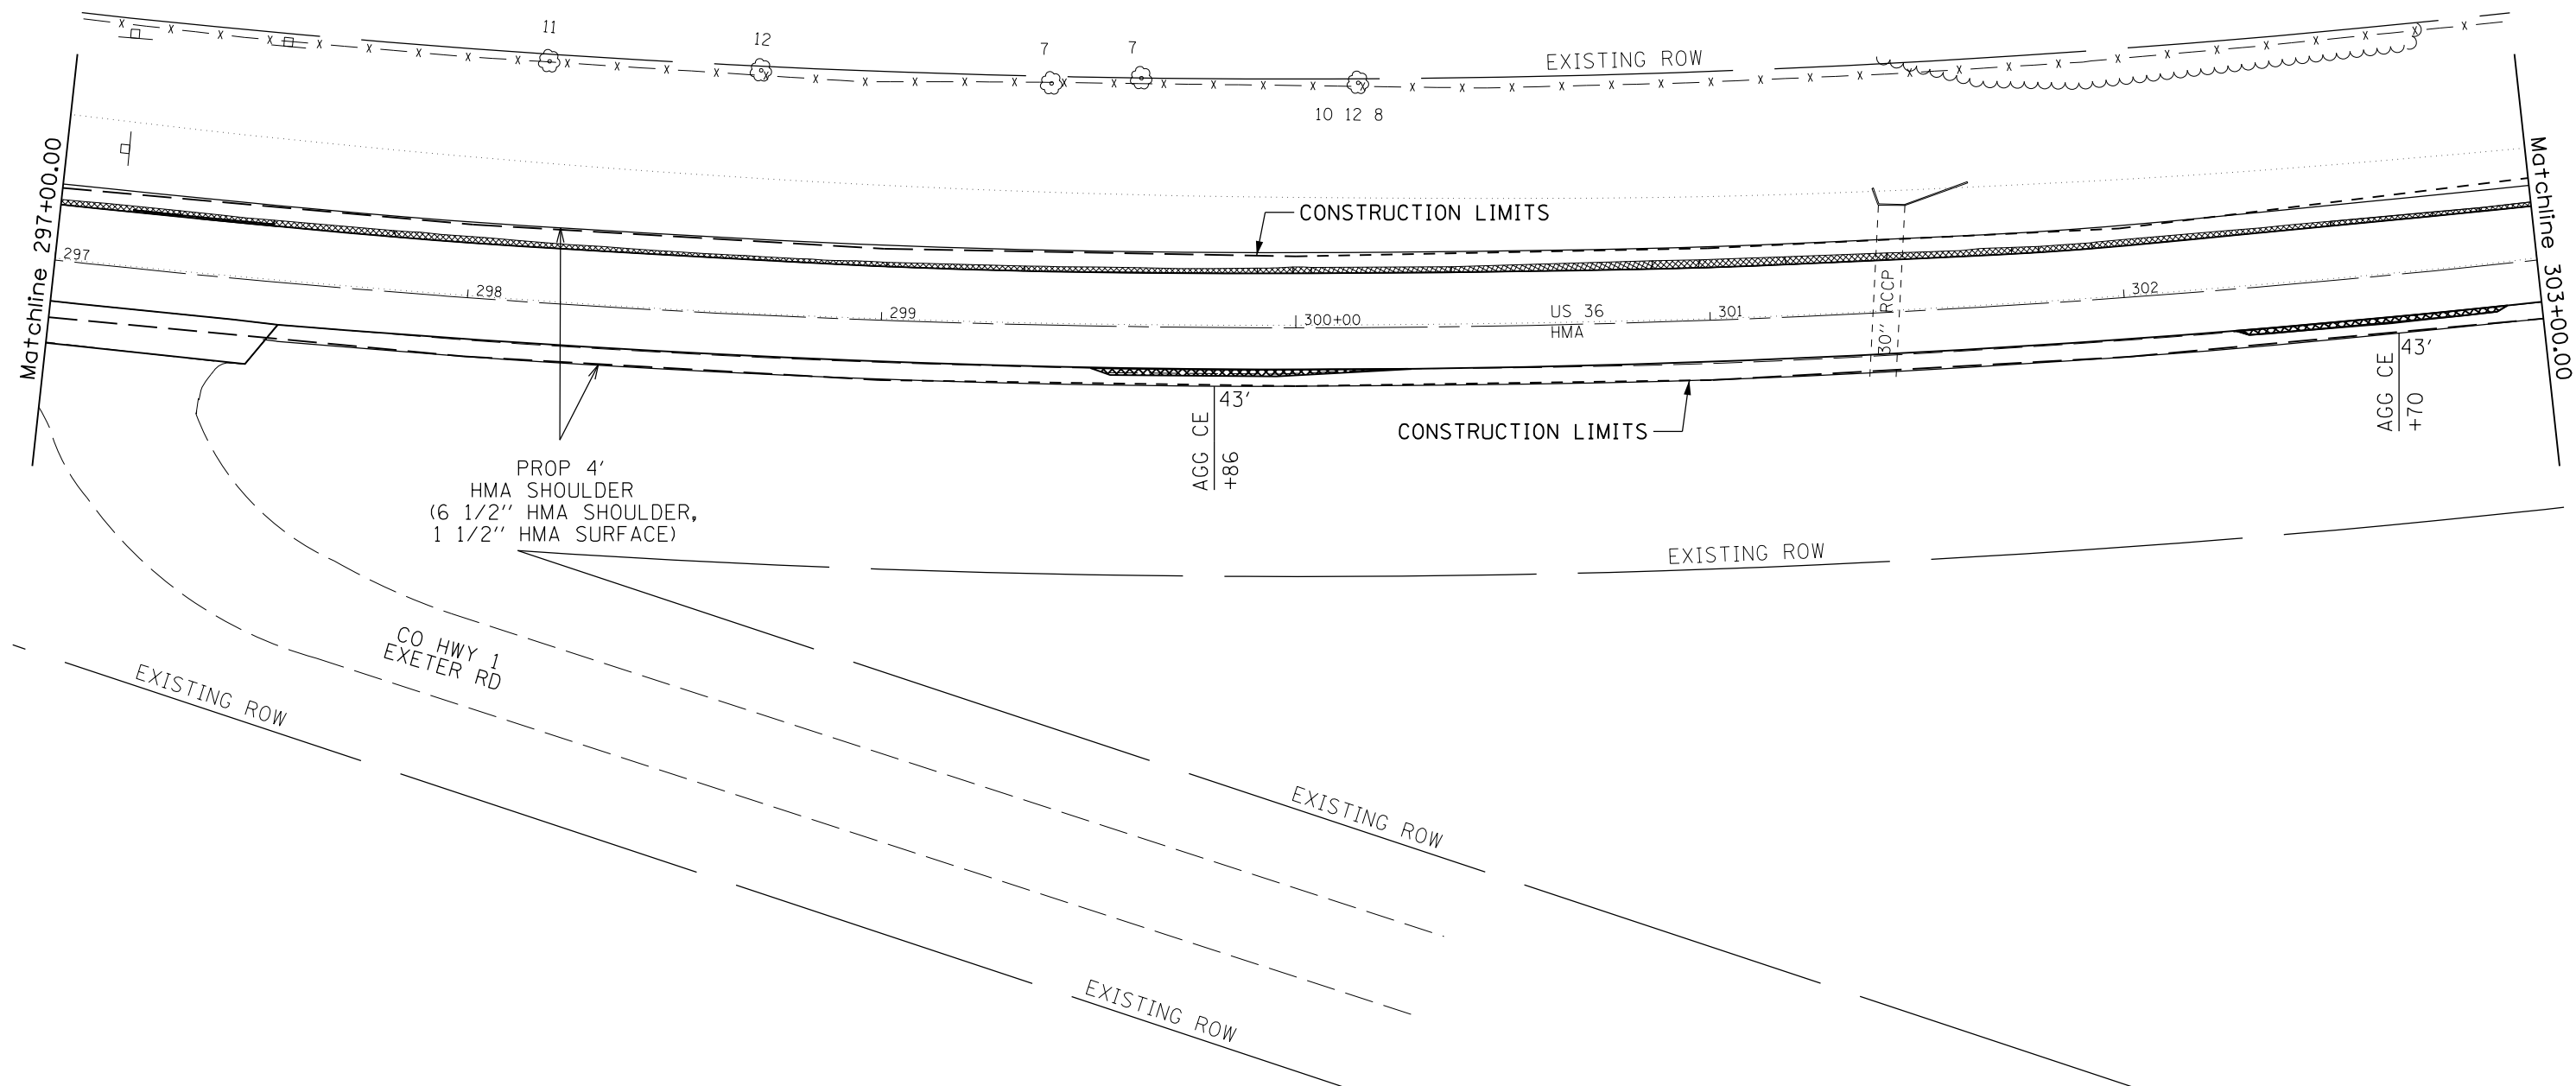 11
12
7
7
EXISTING ROW
10 12 8
Matchline 297+00.00
Matchline 303+00.00
CONSTRUCTION LIMITS
297
298
299
300+00
US 36
HMA
301
302
30" RCCP
43'
AGG CE
+86
43'
AGG CE
+70
CONSTRUCTION LIMITS
PROP 4'
HMA SHOULDER
(6 1/2" HMA SHOULDER,
1 1/2" HMA SURFACE)
EXISTING ROW
CO HWY 1
EXETER RD
EXISTING ROW
EXISTING ROW
EXISTING ROW